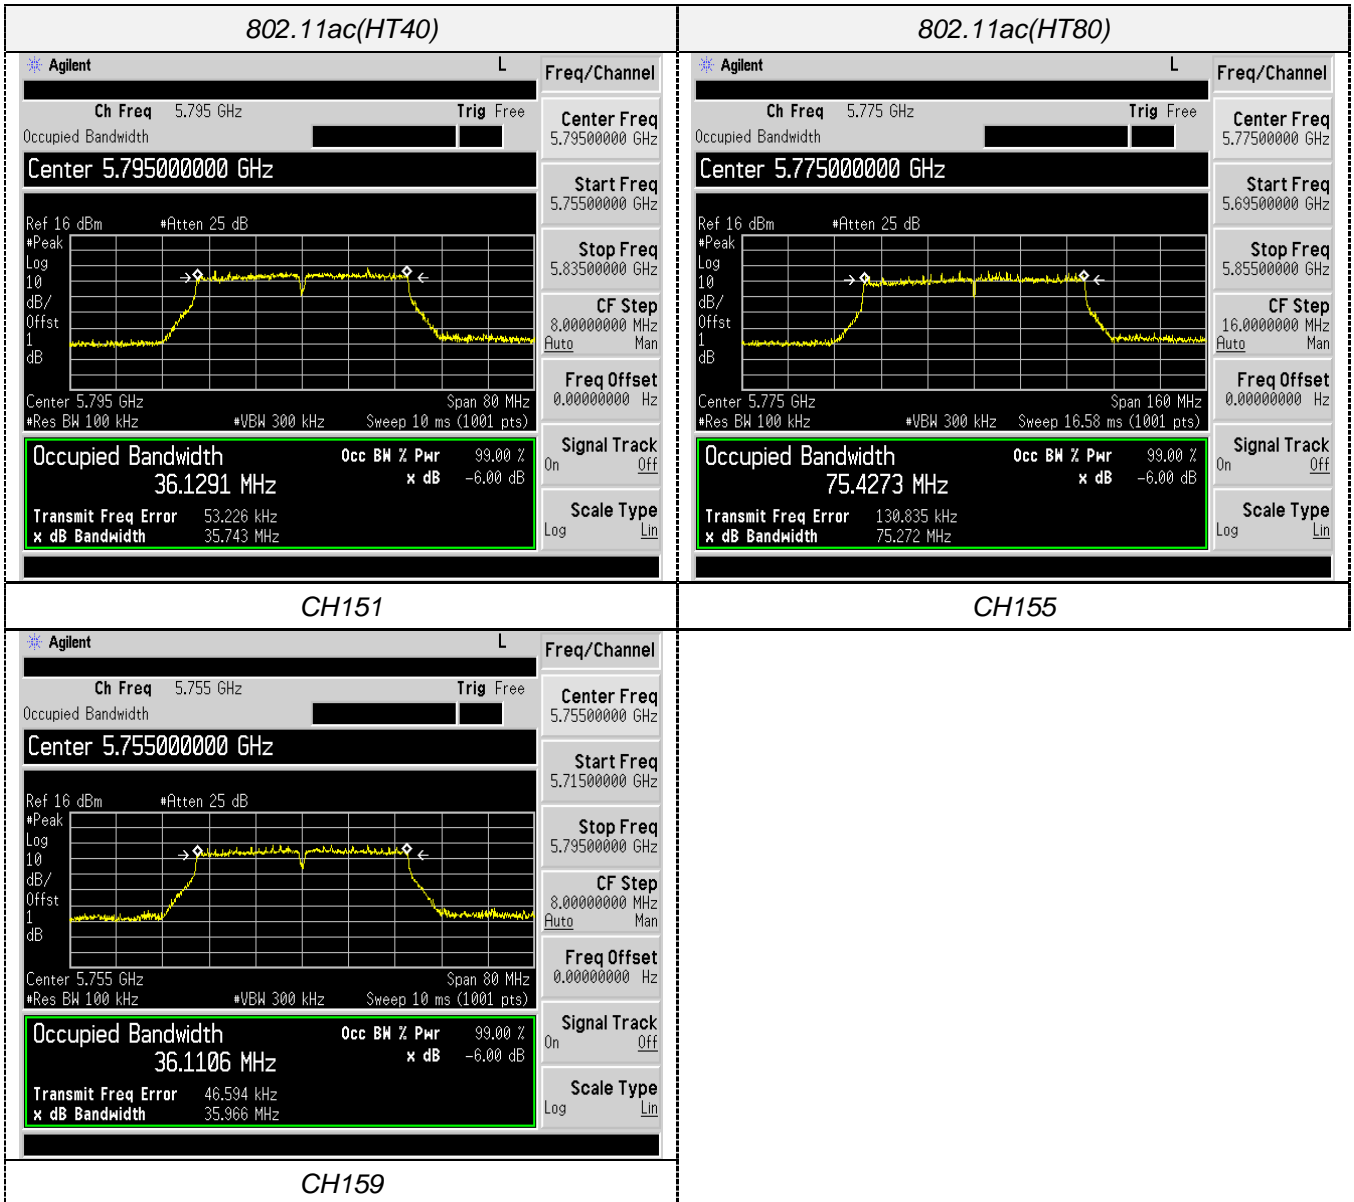 802.11ac(HT40)
802.11ac(HT80)
Agilent L
Freq/Channel
Ch Freq 5.795 GHz Trig Free
Occupied Bandwidth
Center 5.795000000 GHz
Ref 16 dBm #Atten 25 dB
#Peak
Log
10
dB/
Offst
1
dB
Center 5.795 GHz Span 80 MHz
#Res BW 100 kHz #VBW 300 kHz Sweep 10 ms (1001 pts)
Occupied Bandwidth Occ BW % Pwr 99.00 %
36.1291 MHz x dB -6.00 dB
Transmit Freq Error 53.226 kHz
x dB Bandwidth 35.743 MHz
Center Freq
5.79500000 GHz
Start Freq
5.75500000 GHz
Stop Freq
5.83500000 GHz
CF Step
8.00000000 MHz
Auto Man
Freq Offset
0.00000000 Hz
Signal Track
On Off
Scale Type
Log Lin
Agilent L
Freq/Channel
Ch Freq 5.775 GHz Trig Free
Occupied Bandwidth
Center 5.775000000 GHz
Ref 16 dBm #Atten 25 dB
#Peak
Log
10
dB/
Offst
1
dB
Center 5.775 GHz Span 160 MHz
#Res BW 100 kHz #VBW 300 kHz Sweep 16.58 ms (1001 pts)
Occupied Bandwidth Occ BW % Pwr 99.00 %
75.4273 MHz x dB -6.00 dB
Transmit Freq Error 130.835 kHz
x dB Bandwidth 75.272 MHz
Center Freq
5.77500000 GHz
Start Freq
5.69500000 GHz
Stop Freq
5.85500000 GHz
CF Step
16.0000000 MHz
Auto Man
Freq Offset
0.00000000 Hz
Signal Track
On Off
Scale Type
Log Lin
CH151
CH155
Agilent L
Freq/Channel
Ch Freq 5.755 GHz Trig Free
Occupied Bandwidth
Center 5.755000000 GHz
Ref 16 dBm #Atten 25 dB
#Peak
Log
10
dB/
Offst
1
dB
Center 5.755 GHz Span 80 MHz
#Res BW 100 kHz #VBW 300 kHz Sweep 10 ms (1001 pts)
Occupied Bandwidth Occ BW % Pwr 99.00 %
36.1106 MHz x dB -6.00 dB
Transmit Freq Error 46.594 kHz
x dB Bandwidth 35.966 MHz
Center Freq
5.75500000 GHz
Start Freq
5.71500000 GHz
Stop Freq
5.79500000 GHz
CF Step
8.00000000 MHz
Auto Man
Freq Offset
0.00000000 Hz
Signal Track
On Off
Scale Type
Log Lin
CH159